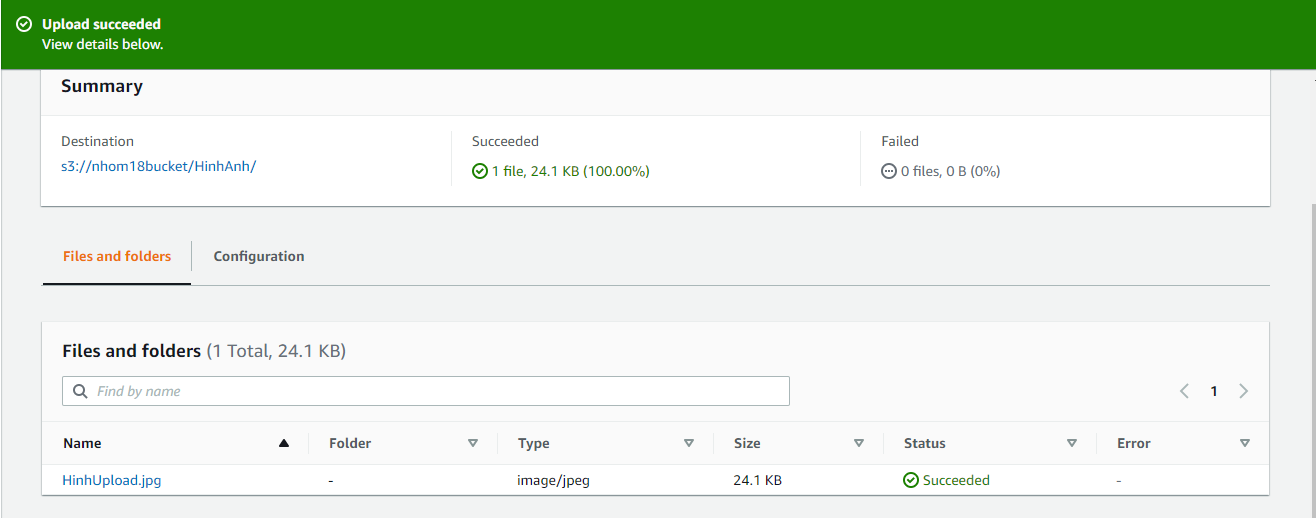 Upload succeeded
View details below.
Summary
Destination
Succeeded
Failed
s3://nhom18bucket/HinhAnh/
1 file, 24.1 KB (100.00%)
0 files, 0 B (0%)
Files and folders
Configuration
Files and folders (1 Total, 24.1 KB)
Find by name
1
Name
Folder
Type
Size
Status
Error
HinhUpload.jpg
-
image/jpeg
24.1 KB
Succeeded
-